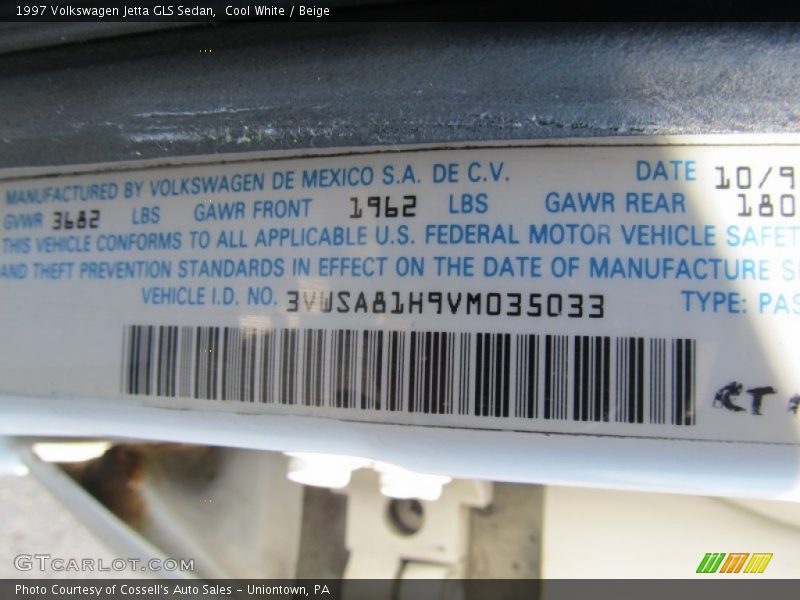 1997 Volkswagen Jetta GLS Sedan,  Cool White / Beige
MANUFACTURED BY VOLKSWAGEN DE MEXICO S.A. DE C.V. DATE 10/9
GVWR 3682 LBS GAWR FRONT 1962 LBS GAWR REAR 180
THIS VEHICLE CONFORMS TO ALL APPLICABLE U.S. FEDERAL MOTOR VEHICLE SAFET
AND THEFT PREVENTION STANDARDS IN EFFECT ON THE DATE OF MANUFACTURE S
VEHICLE I.D. NO. 3VWSA81H9VM035033 TYPE: PAS
RT
GTCARLOT.COM
Photo Courtesy of Cossell's Auto Sales - Uniontown, PA